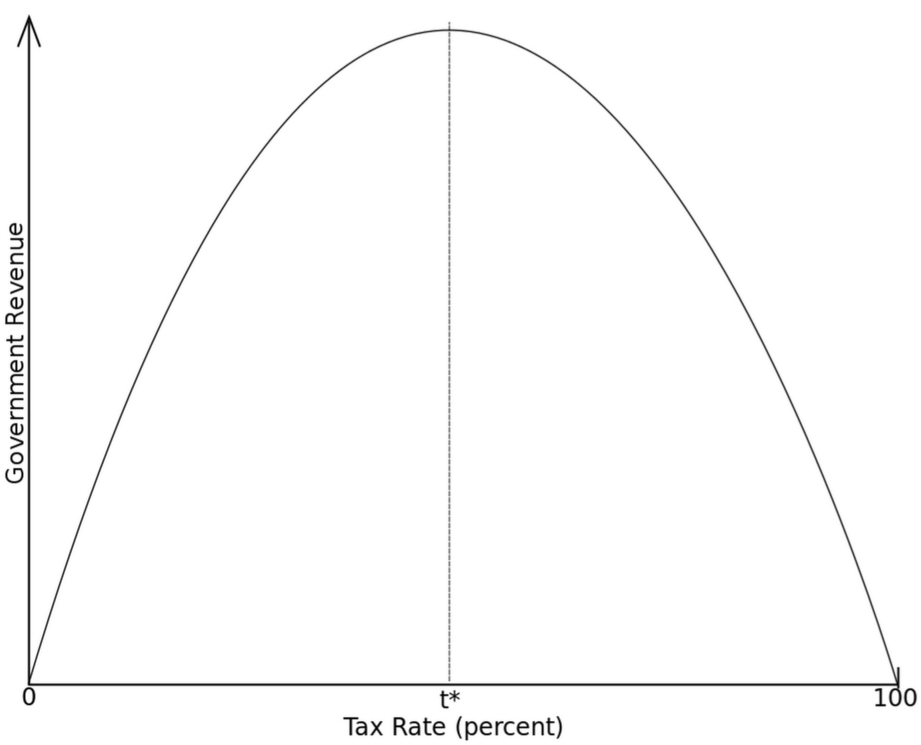 Government Revenue
0
t*
100
Tax Rate (percent)